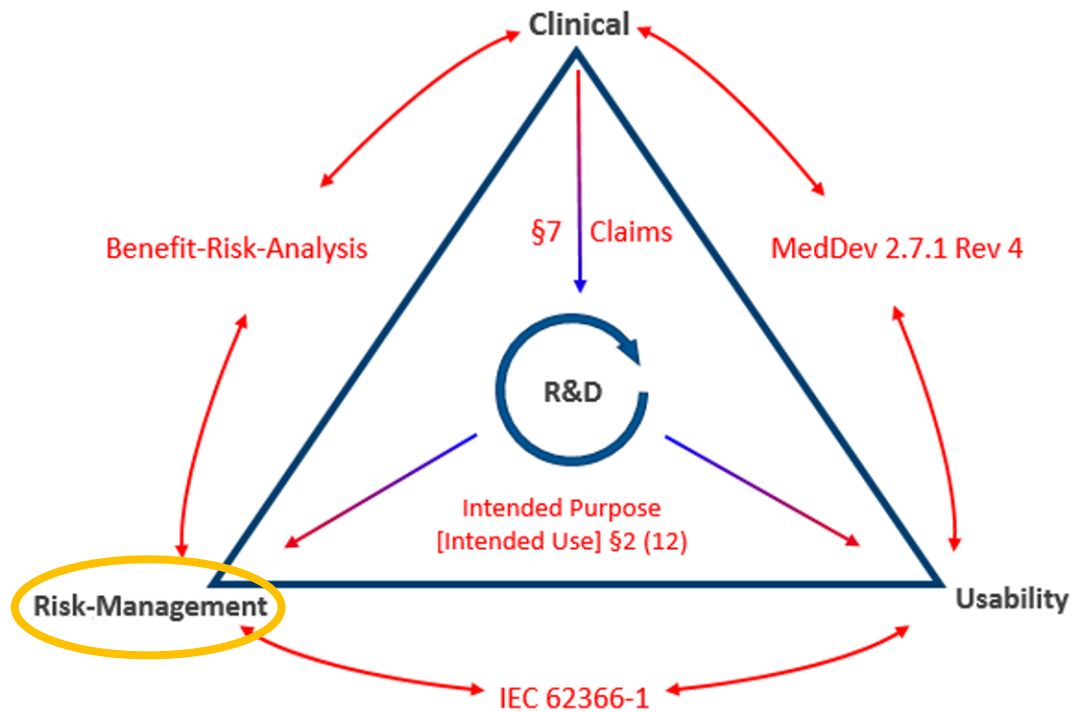 Clinical
§7 Claims
Benefit-Risk-Analysis
MedDev 2.7.1 Rev 4
R&D
Intended Purpose
[Intended Use] §2 (12)
Risk-Management
Usability
IEC 62366-1